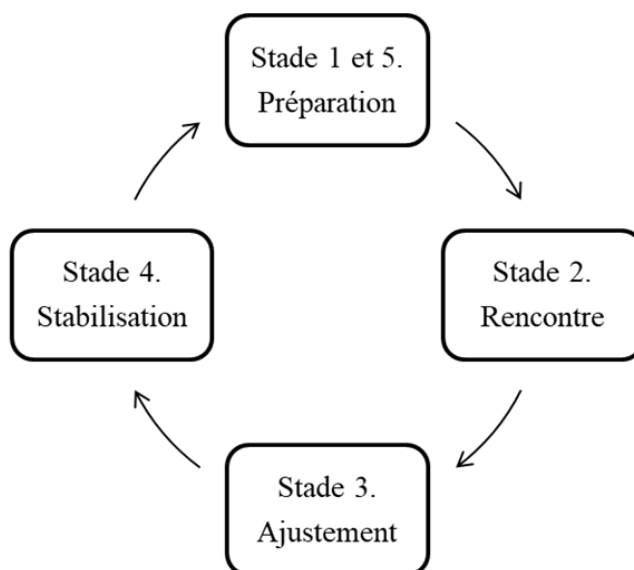 Stade 1 et 5.
Préparation
Stade 2.
Rencontre
Stade 3.
Ajustement
Stade 4.
Stabilisation